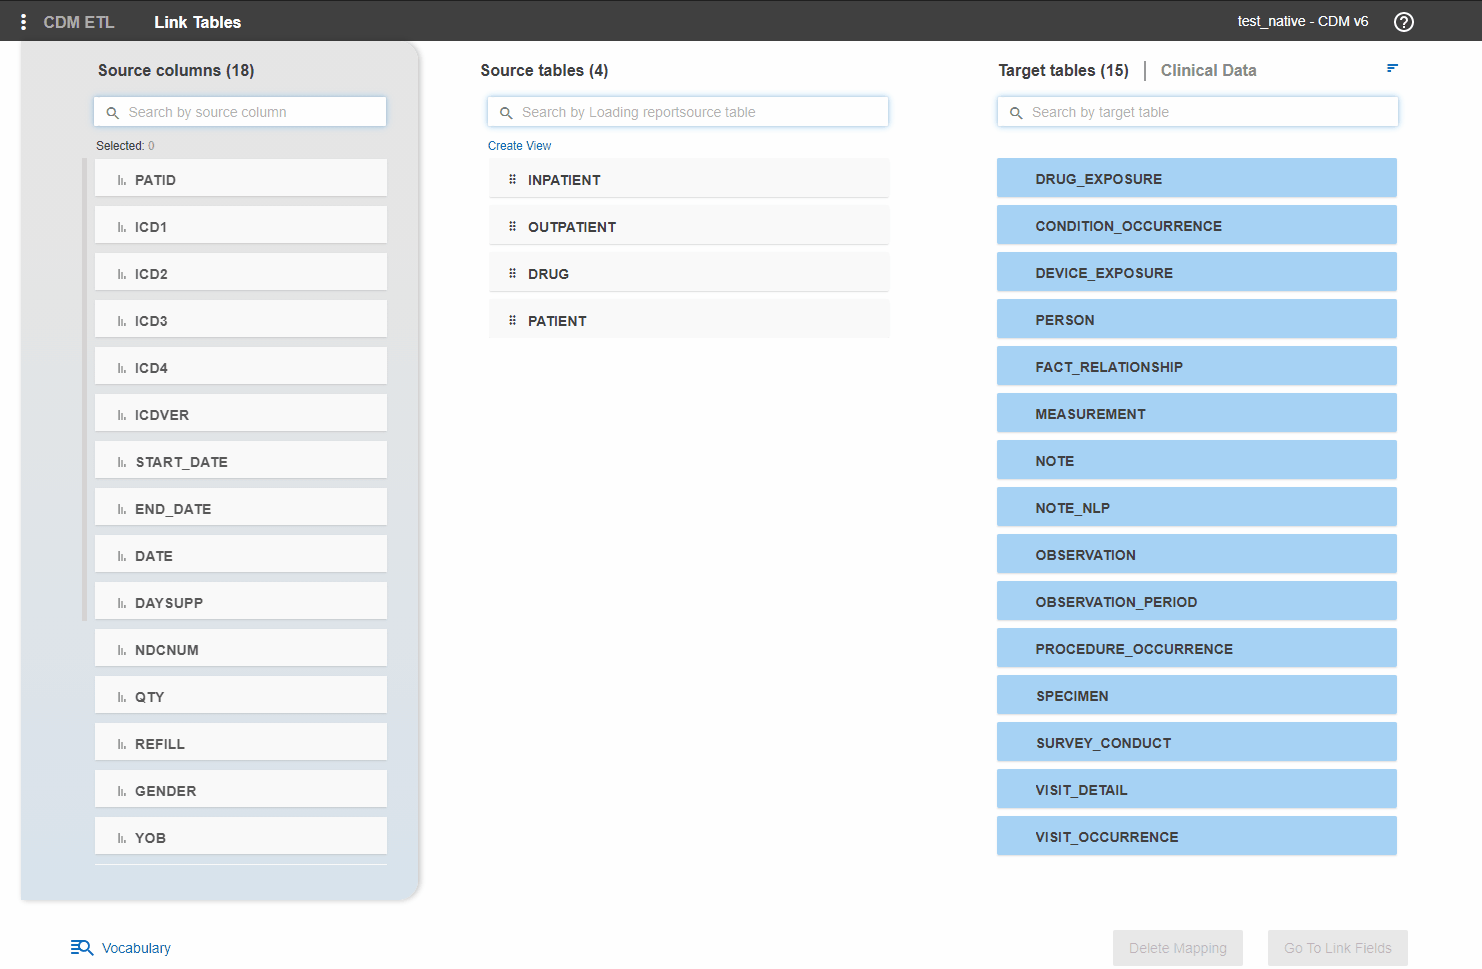 CDM ETL Link Tables test_native - CDM v6 ?
Source columns (18)
Search by source column
Selected: 0
PATID
ICD1
ICD2
ICD3
ICD4
ICDVER
START_DATE
END_DATE
DATE
DAYSUPP
NDCNUM
QTY
REFILL
GENDER
YOB
Source tables (4)
Search by Loading reportsource table
Create View
INPATIENT
OUTPATIENT
DRUG
PATIENT
Target tables (15) | Clinical Data
Search by target table
DRUG_EXPOSURE
CONDITION_OCCURRENCE
DEVICE_EXPOSURE
PERSON
FACT_RELATIONSHIP
MEASUREMENT
NOTE
NOTE_NLP
OBSERVATION
OBSERVATION_PERIOD
PROCEDURE_OCCURRENCE
SPECIMEN
SURVEY_CONDUCT
VISIT_DETAIL
VISIT_OCCURRENCE
Vocabulary
Delete Mapping
Go To Link Fields